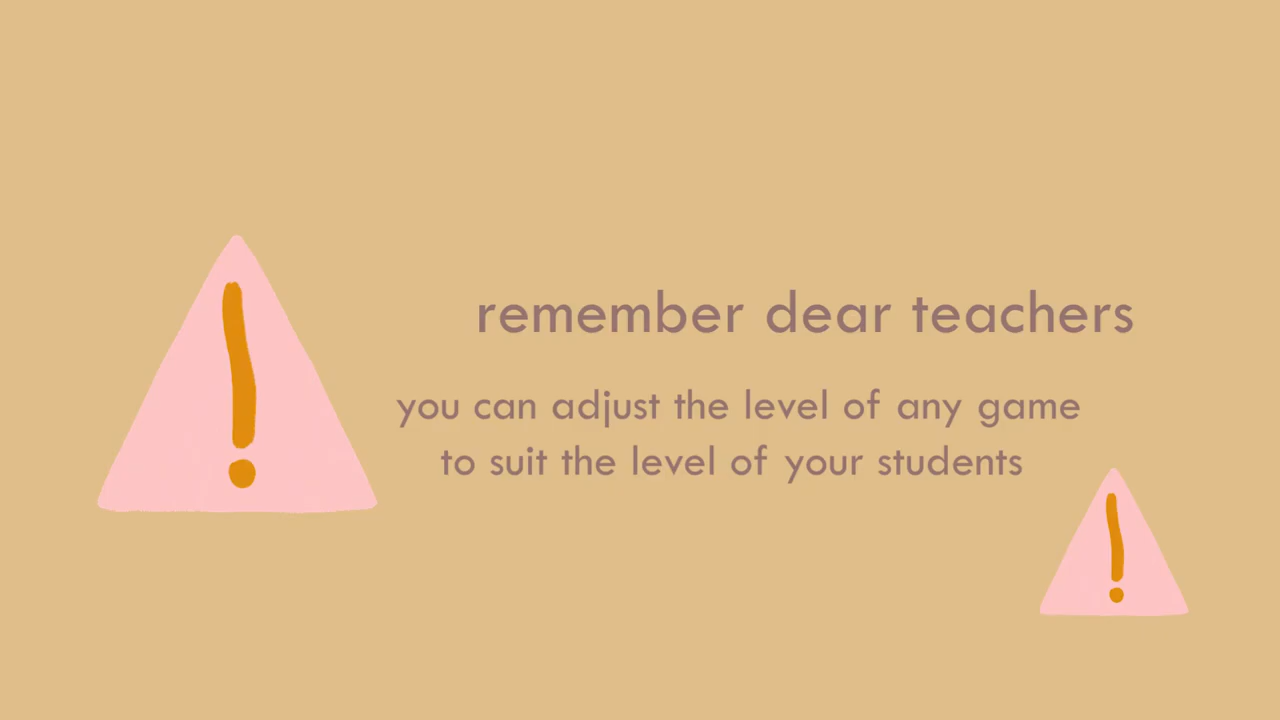 remember dear teachers
you can adjust the level of any game
to suit the level of your students